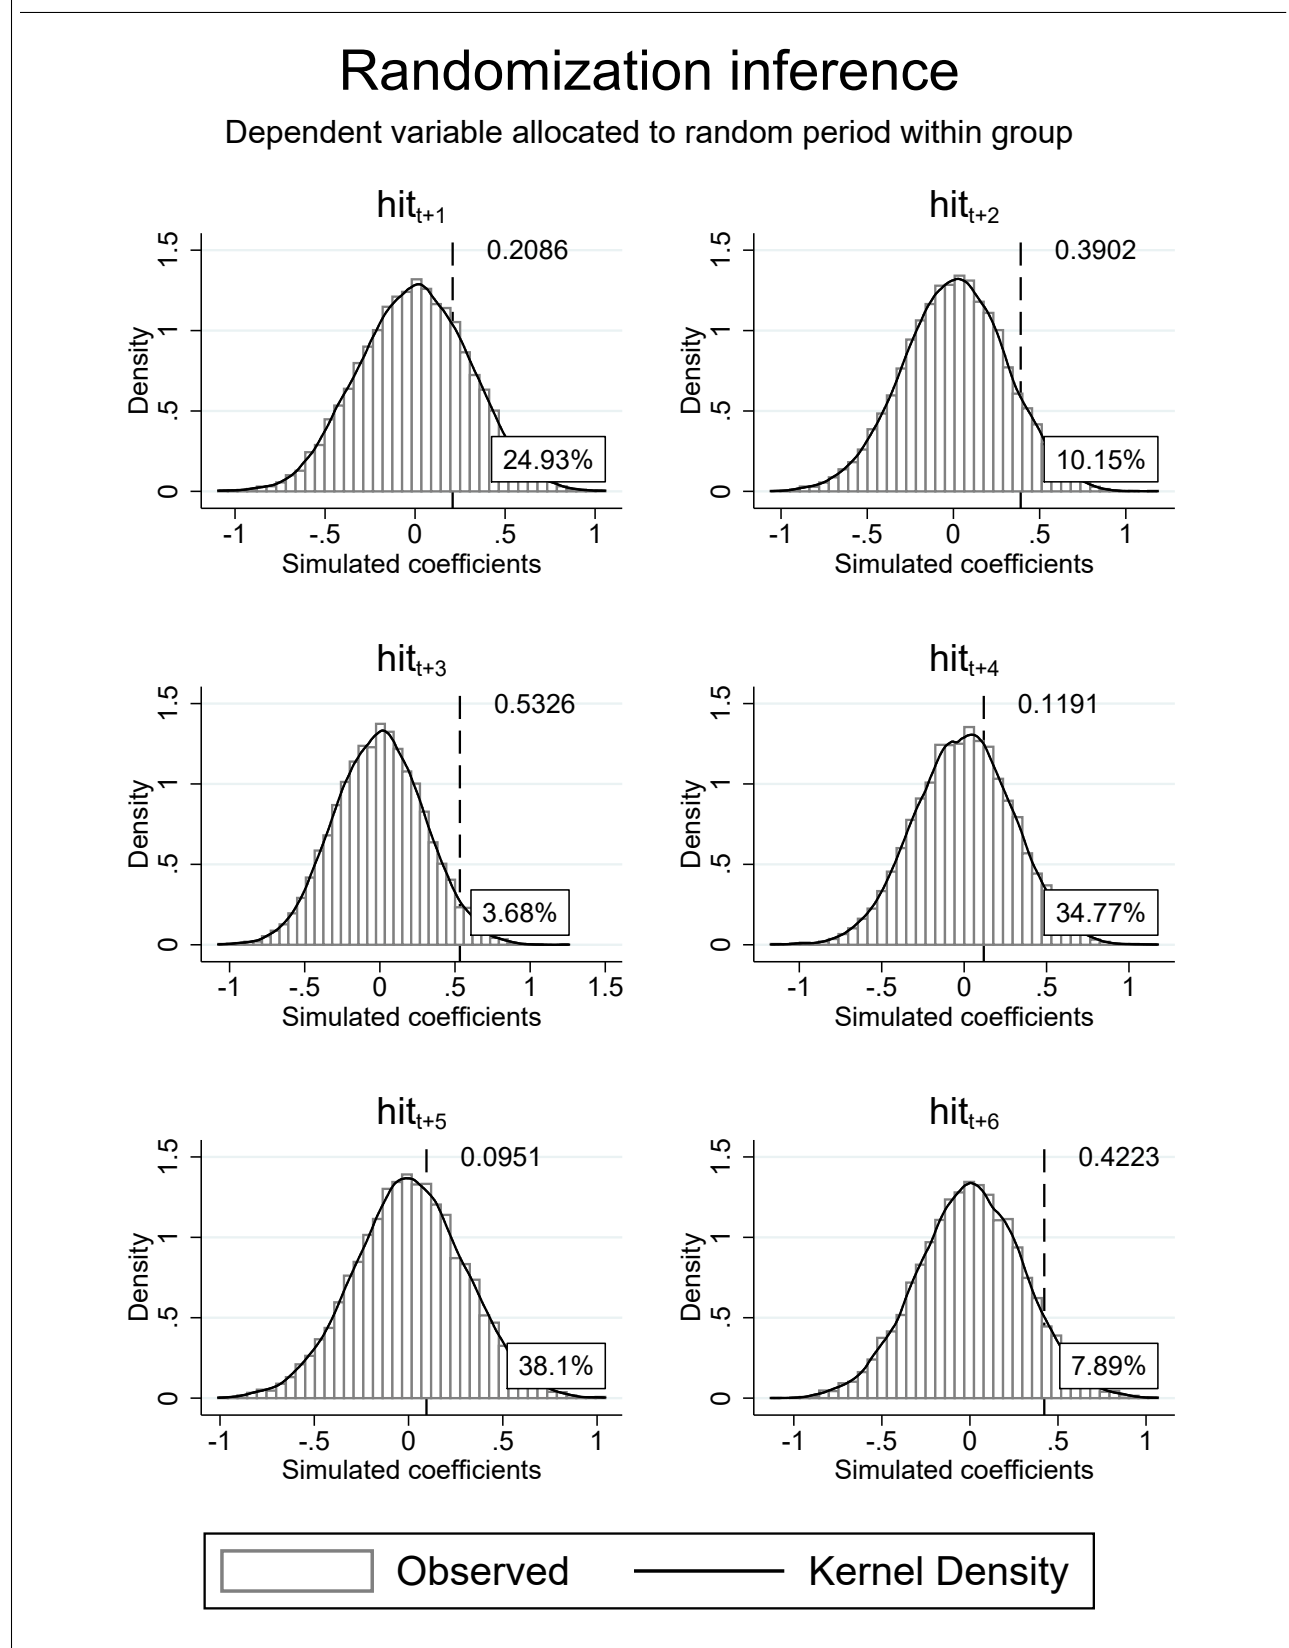 Randomization inference
Dependent variable allocated to random period within group
hit_{t+1}
0.2086
24.93%
Density
0 .5 1 1.5
-1 -.5 0 .5 1
Simulated coefficients
hit_{t+2}
0.3902
10.15%
Density
0 .5 1 1.5
-1 -.5 0 .5 1
Simulated coefficients
hit_{t+3}
0.5326
3.68%
Density
0 .5 1 1.5
-1 -.5 0 .5 1 1.5
Simulated coefficients
hit_{t+4}
0.1191
34.77%
Density
0 .5 1 1.5
-1 -.5 0 .5 1
Simulated coefficients
hit_{t+5}
0.0951
38.1%
Density
0 .5 1 1.5
-1 -.5 0 .5 1
Simulated coefficients
hit_{t+6}
0.4223
7.89%
Density
0 .5 1 1.5
-1 -.5 0 .5 1
Simulated coefficients
Observed Kernel Density